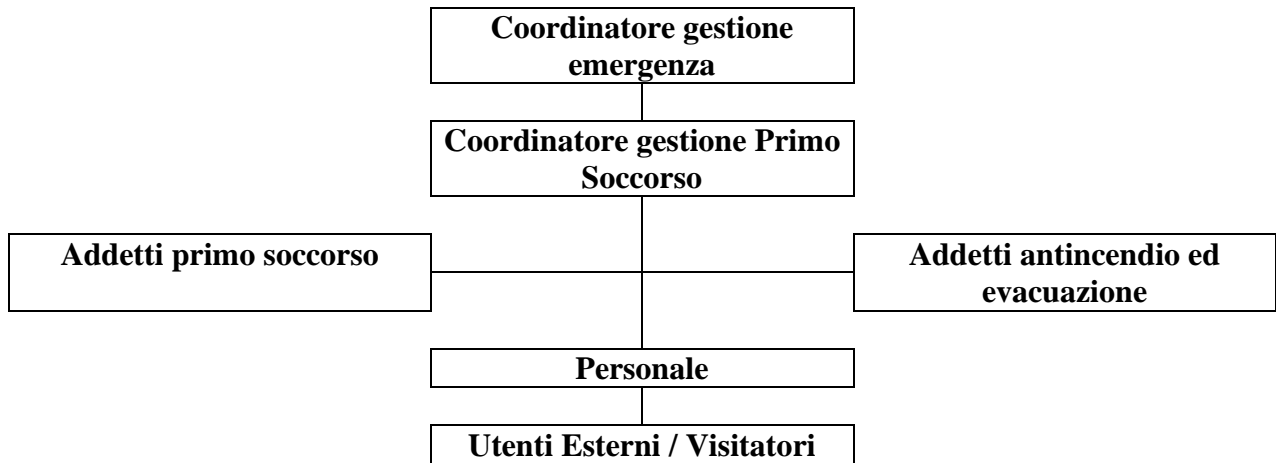 Coordinatore gestione
emergenza
Coordinatore gestione Primo
Soccorso
Addetti primo soccorso
Addetti antincendio ed
evacuazione
Personale
Utenti Esterni / Visitatori